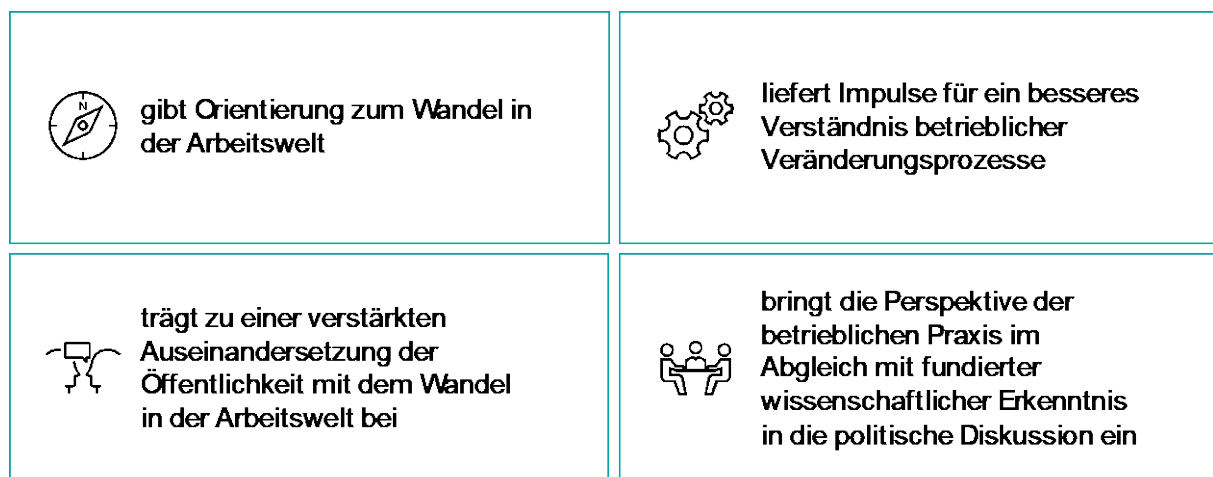 N
gibt Orientierung zum Wandel in
der Arbeitswelt
liefert Impulse für ein besseres
Verständnis betrieblicher
Veränderungsprozesse
trägt zu einer verstärkten
Auseinandersetzung der
Öffentlichkeit mit dem Wandel
in der Arbeitswelt bei
bringt die Perspektive der
betrieblichen Praxis im
Abgleich mit fundierter
wissenschaftlicher Erkenntnis
in die politische Diskussion ein